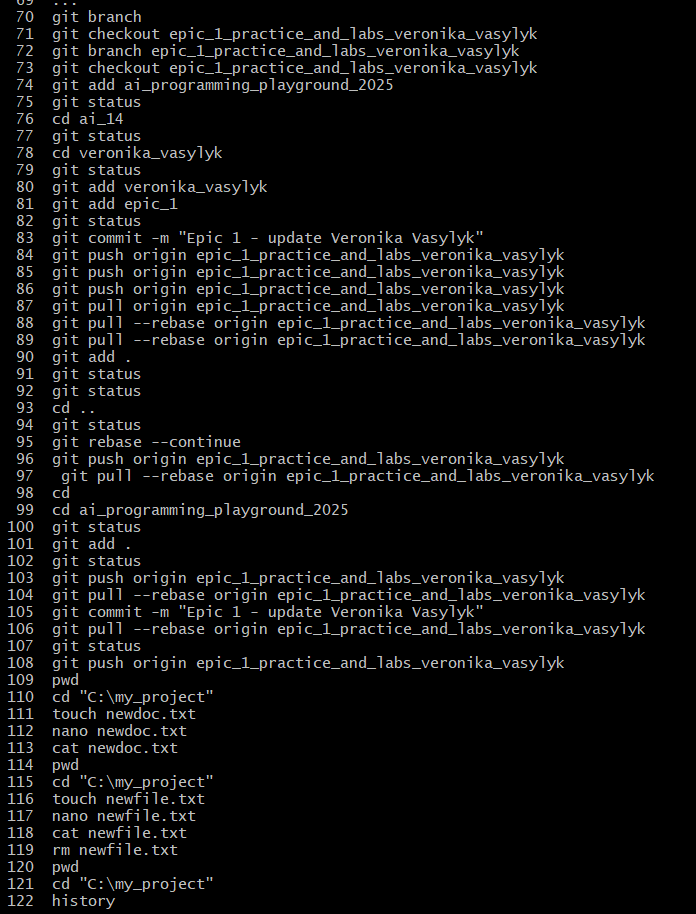 69 ...
70 git branch
71 git checkout epic_1_practice_and_labs_veronika_vasylyk
72 git branch epic_1_practice_and_labs_veronika_vasylyk
73 git checkout epic_1_practice_and_labs_veronika_vasylyk
74 git add ai_programming_playground_2025
75 git status
76 cd ai_14
77 git status
78 cd veronika_vasylyk
79 git status
80 git add veronika_vasylyk
81 git add epic_1
82 git status
83 git commit -m "Epic 1 - update Veronika Vasylyk"
84 git push origin epic_1_practice_and_labs_veronika_vasylyk
85 git push origin epic_1_practice_and_labs_veronika_vasylyk
86 git push origin epic_1_practice_and_labs_veronika_vasylyk
87 git pull origin epic_1_practice_and_labs_veronika_vasylyk
88 git pull --rebase origin epic_1_practice_and_labs_veronika_vasylyk
89 git pull --rebase origin epic_1_practice_and_labs_veronika_vasylyk
90 git add .
91 git status
92 git status
93 cd ..
94 git status
95 git rebase --continue
96 git push origin epic_1_practice_and_labs_veronika_vasylyk
97  git pull --rebase origin epic_1_practice_and_labs_veronika_vasylyk
98 cd
99 cd ai_programming_playground_2025
100 git status
101 git add .
102 git status
103 git push origin epic_1_practice_and_labs_veronika_vasylyk
104 git pull --rebase origin epic_1_practice_and_labs_veronika_vasylyk
105 git commit -m "Epic 1 - update Veronika Vasylyk"
106 git pull --rebase origin epic_1_practice_and_labs_veronika_vasylyk
107 git status
108 git push origin epic_1_practice_and_labs_veronika_vasylyk
109 pwd
110 cd "C:\my_project"
111 touch newdoc.txt
112 nano newdoc.txt
113 cat newdoc.txt
114 pwd
115 cd "C:\my_project"
116 touch newfile.txt
117 nano newfile.txt
118 cat newfile.txt
119 rm newfile.txt
120 pwd
121 cd "C:\my_project"
122 history